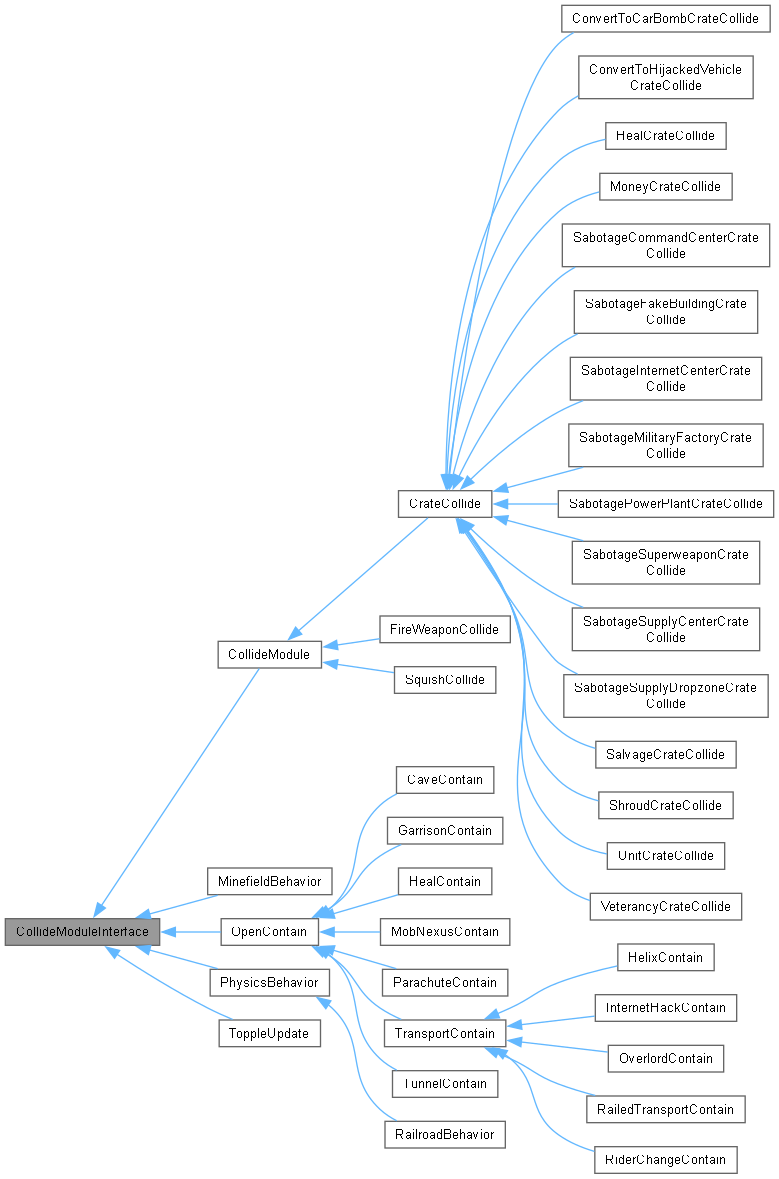 ConvertToCarBombCrateCollide
ConvertToHijackedVehicle
CrateCollide
HealCrateCollide
MoneyCrateCollide
SabotageCommandCenterCrate
Collide
SabotageFakeBuildingCrate
Collide
SabotageInternetCenterCrate
Collide
SabotageMilitaryFactoryCrate
Collide
CrateCollide
SabotagePowerPlantCrateCollide
SabotageSuperweaponCrate
Collide
SabotageSupplyCenterCrate
Collide
FireWeaponCollide
CollideModule
SquishCollide
SabotageSupplyDropzoneCrate
Collide
SalvageCrateCollide
CaveContain
ShroudCrateCollide
GarrisonContain
UnitCrateCollide
MinefieldBehavior
HealContain
VeterancyCrateCollide
CollideModuleInterface
OpenContain
MobNexusContain
HelixContain
PhysicsBehavior
ParachuteContain
InternetHackContain
ToppleUpdate
TransportContain
OverlordContain
TunnelContain
RailedTransportContain
RailroadBehavior
RiderChangeContain